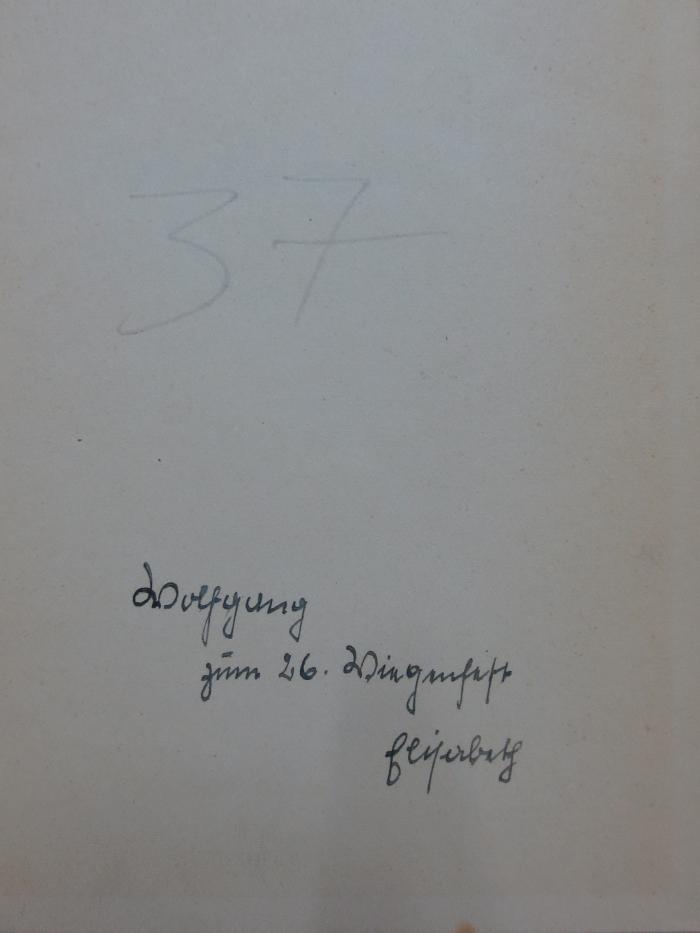 37
Wolfgang
zum 26. Wiegenfest
Elisabeth